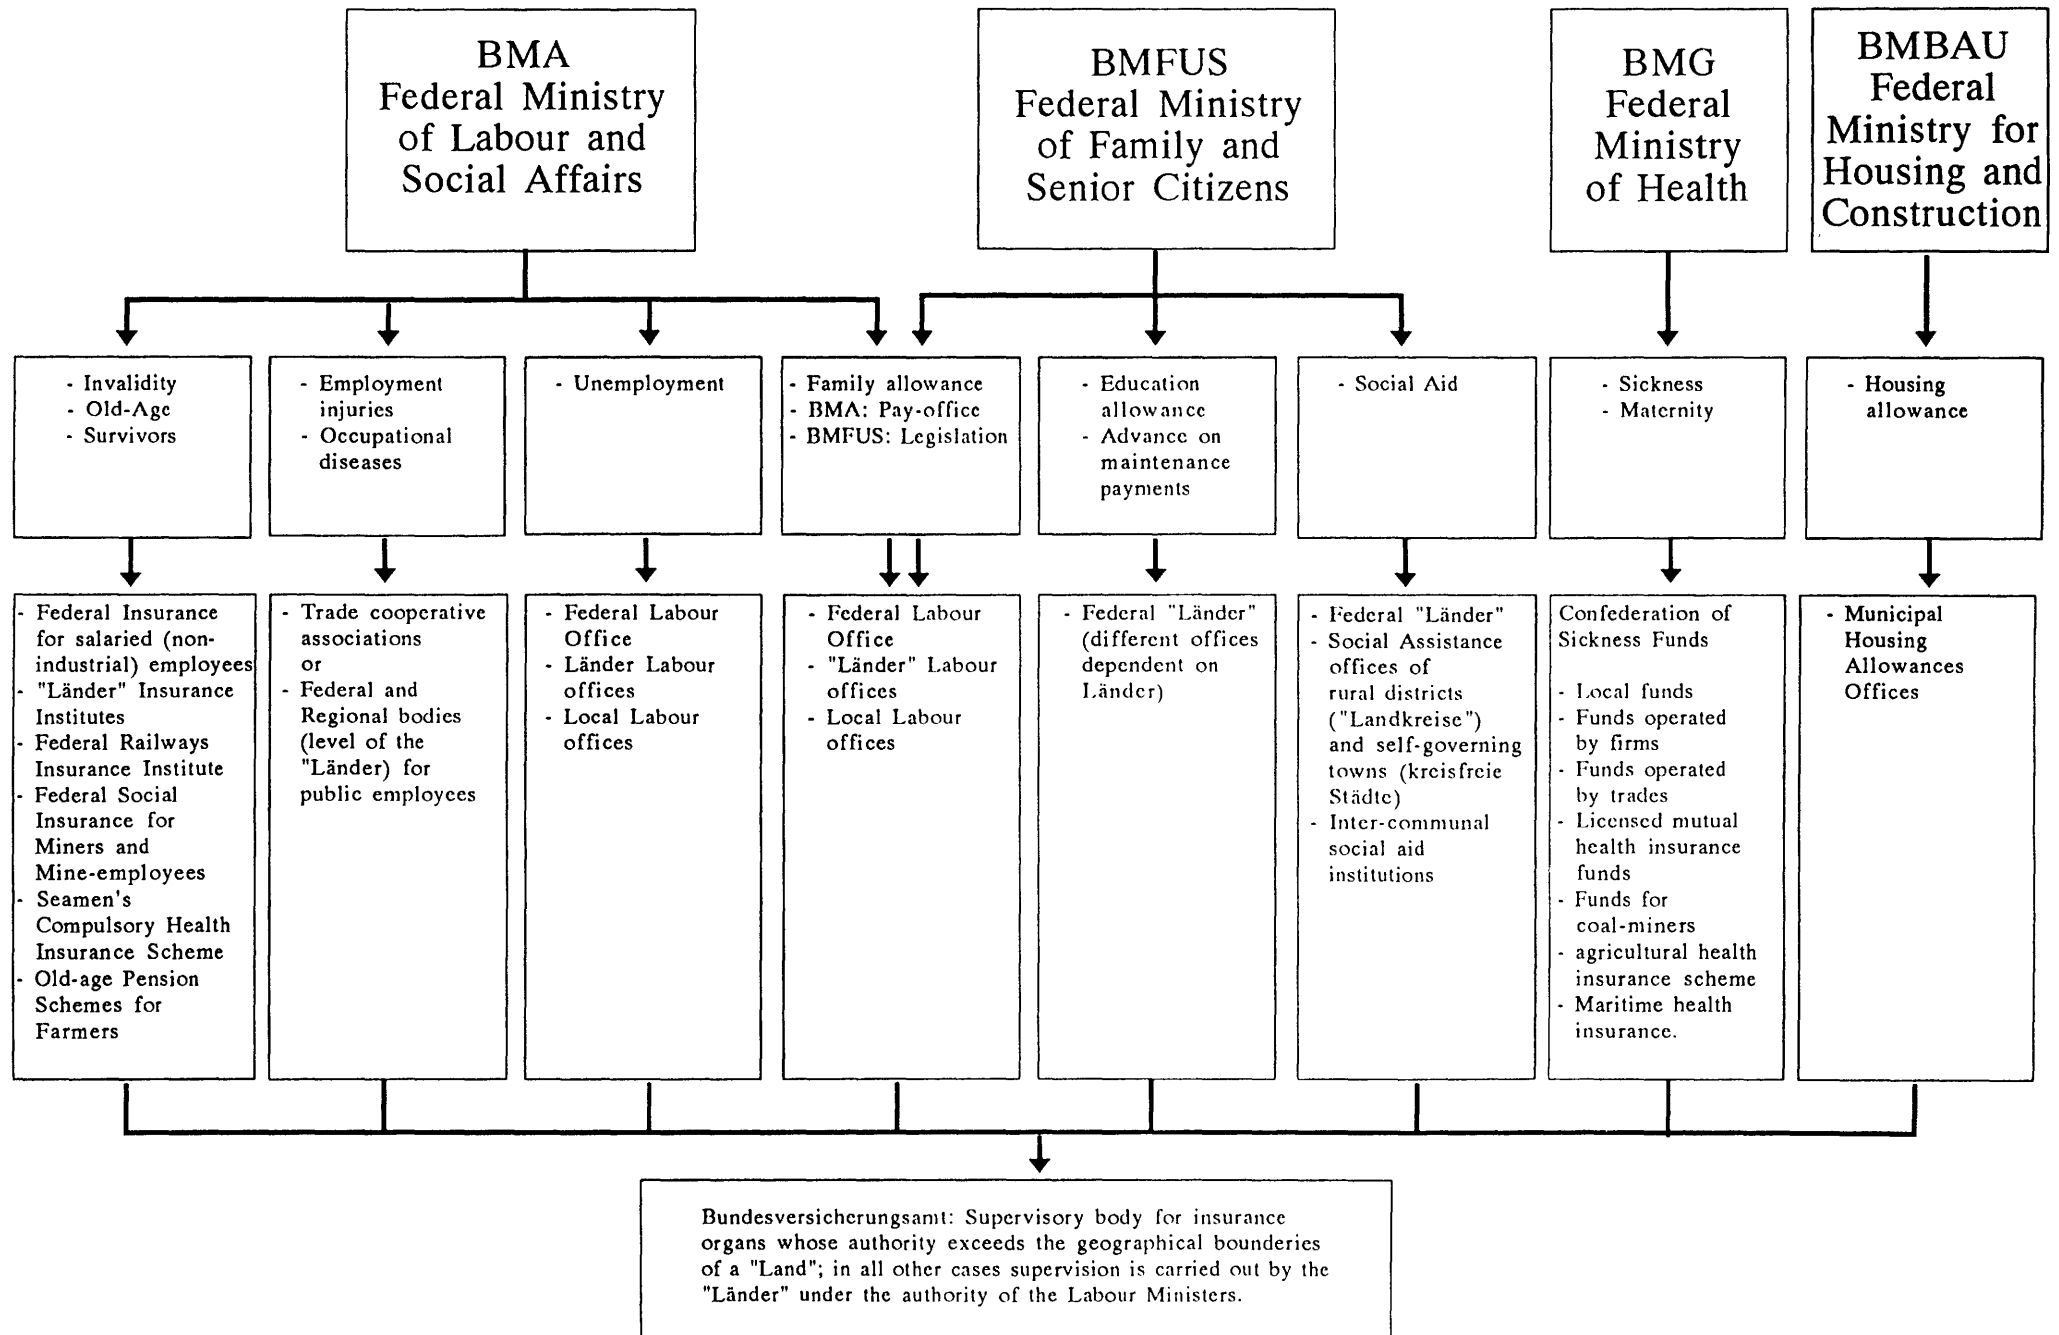 BMA
Federal Ministry
of Labour and
Social Affairs
BMFUS
Federal Ministry
of Family and
Senior Citizens
BMG
Federal
Ministry
of Health
BMBAU
Federal
Ministry for
Housing and
Construction
- Invalidity
- Old-Age
- Survivors
- Employment
injuries
- Occupational
diseases
- Unemployment
- Family allowance
- BMA: Pay-office
- BMFUS: Legislation
- Education
allowance
- Advance on
maintenance
payments
- Social Aid
- Sickness
- Maternity
- Housing
allowance
- Federal Insurance
for salaried (non-
industrial) employees
- "Länder" Insurance
Institutes
- Federal Railways
Insurance Institute
- Federal Social
Insurance for
Miners and
Mine-employees
- Seamen's
Compulsory Health
Insurance Scheme
- Old-age Pension
Schemes for
Farmers
- Trade cooperative
associations
or
- Federal and
Regional bodies
(level of the
"Länder) for
public employees
- Federal Labour
Office
- Länder Labour
offices
- Local Labour
offices
- Federal Labour
Office
- "Länder" Labour
offices
- Local Labour
offices
- Federal "Länder"
(different offices
dependent on
Länder)
- Federal "Länder"
- Social Assistance
offices of
rural districts
("Landkreise")
and self-governing
towns (kreisfreie
Städte)
- Inter-communal
social aid
institutions
Confederation of
Sickness Funds
- Local funds
- Funds operated
by firms
- Funds operated
by trades
- Licensed mutual
health insurance
funds
- Funds for
coal-miners
- agricultural health
insurance scheme
- Maritime health
insurance.
- Municipal
Housing
Allowances
Offices
Bundesversicherungsamt: Supervisory body for insurance
organs whose authority exceeds the geographical bounderies
of a "Land"; in all other cases supervision is carried out by the
"Länder" under the authority of the Labour Ministers.